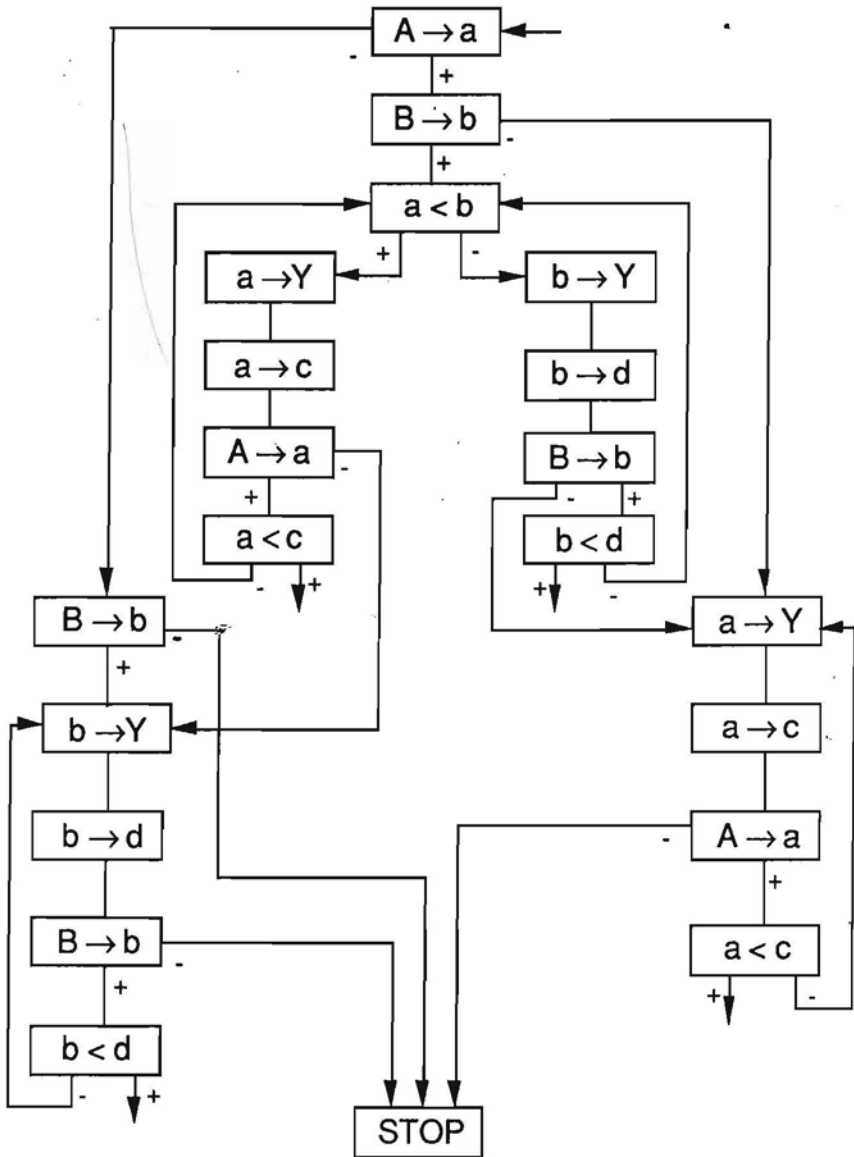 A → a
- +
B → b
- +
a < b
+ -
a → Y
b → Y
a → c
b → d
A → a
-
B → b
+
- +
a < c
b < d
- +
+ -
B → b
-
a → Y
+
b → Y
a → c
b → d
A → a
-
+
B → b
-
a < c
+
+ -
b < d
- +
STOP